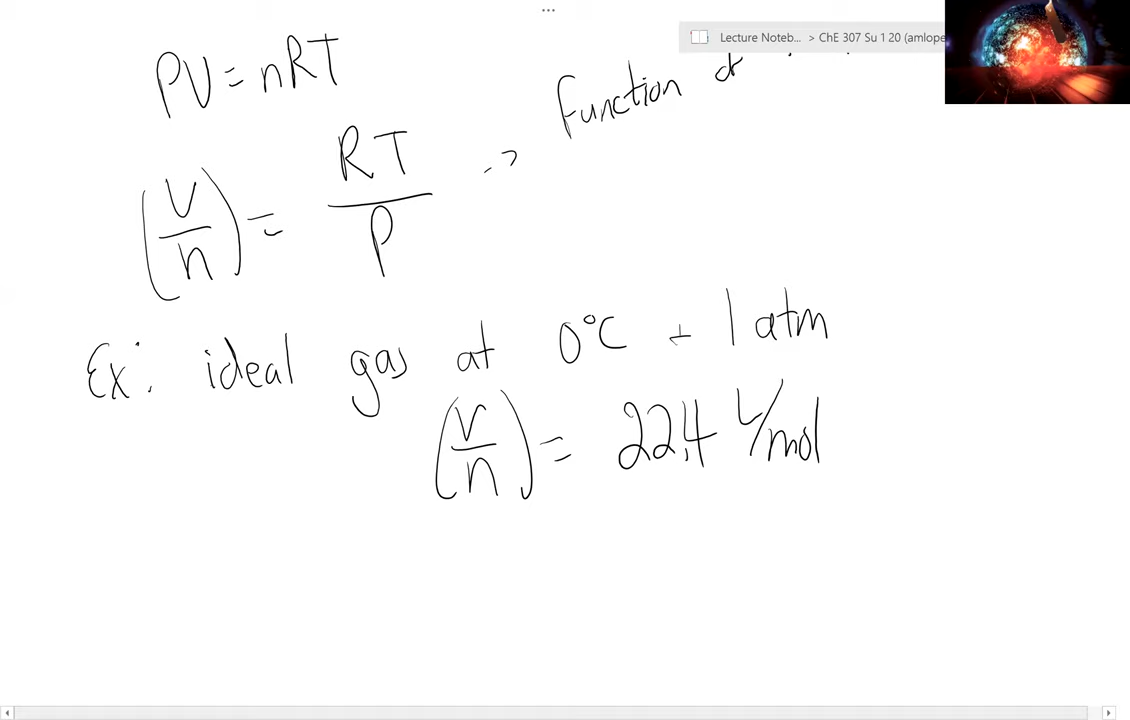 Lecture Noteb... > ChE 307 Su 1 20 (amlope
PV = nRT
Function of
(V/n) = RT/P ->
Ex: ideal gas at 0°C + 1 atm
(V/n) = 22.4 L/mol